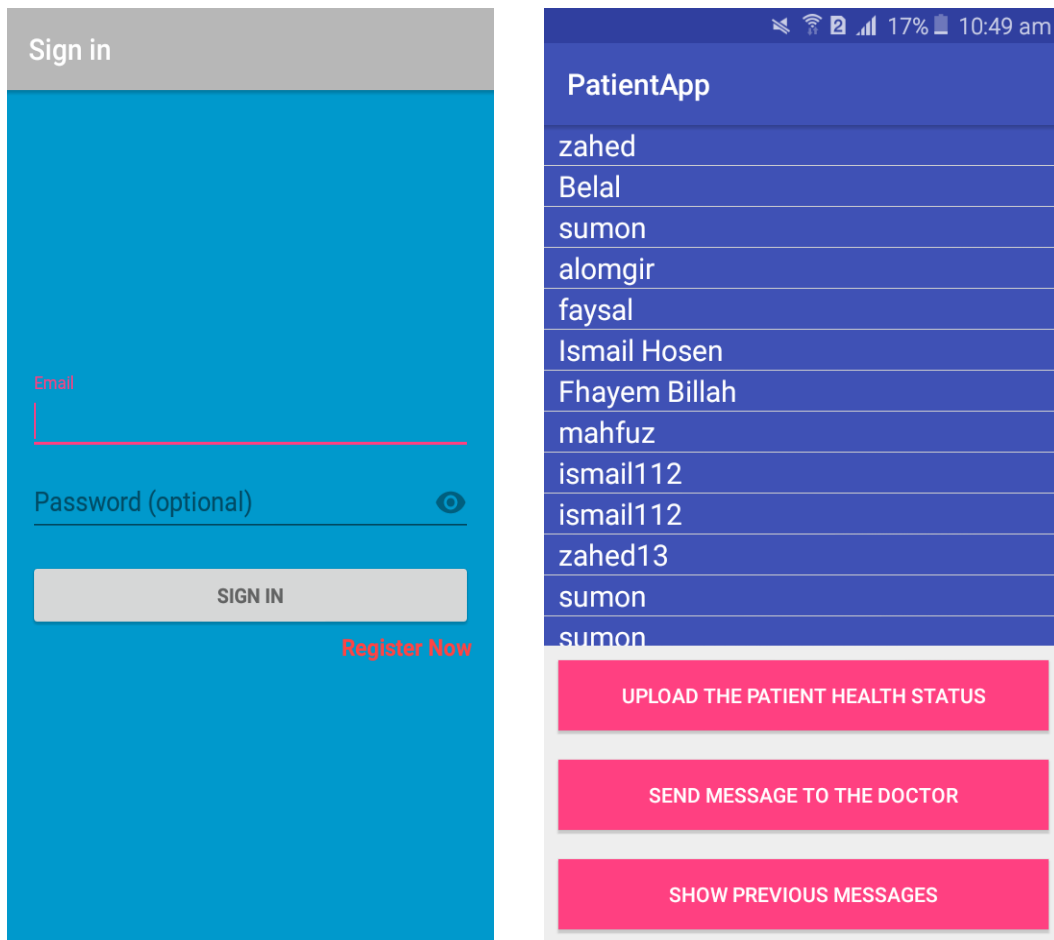 Sign in
Email
Password (optional)
SIGN IN
Register Now
2 17% 10:49 am
PatientApp
zahed
Belal
sumon
alomgir
faysal
Ismail Hosen
Fhayem Billah
mahfuz
ismail112
ismail112
zahed13
sumon
sumon
UPLOAD THE PATIENT HEALTH STATUS
SEND MESSAGE TO THE DOCTOR
SHOW PREVIOUS MESSAGES